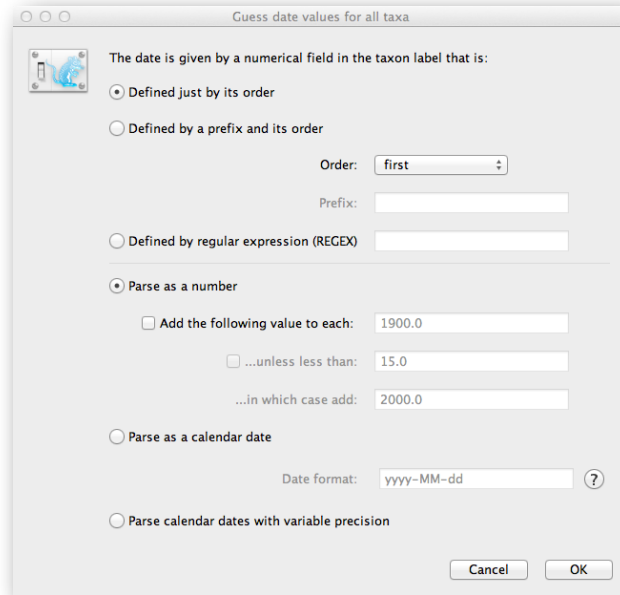 Guess date values for all taxa
The date is given by a numerical field in the taxon label that is:
Defined just by its order
Defined by a prefix and its order
Order: first
Prefix:
Defined by regular expression (REGEX)
Parse as a number
Add the following value to each: 1900.0
...unless less than: 15.0
...in which case add: 2000.0
Parse as a calendar date
Date format: yyyy-MM-dd ?
Parse calendar dates with variable precision
Cancel OK